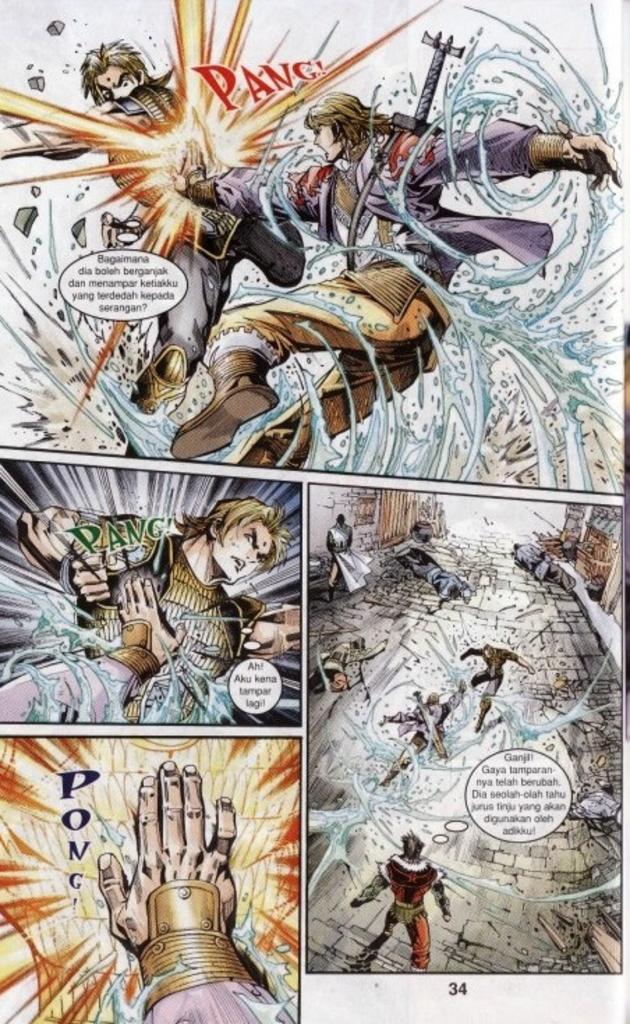 PANG!
Bagaimana
dia boleh berganjak
dan menampar ketiakku
yang terdedah kepada
serangan?
PANG!
Ah!
Aku kena
tampar
lagi!
PONG!
Ganjil!
Gaya tamparan-
nya telah berubah.
Dia seolah-olah tahu
jurus tinju yang akan
digunakan oleh
adikku!
34